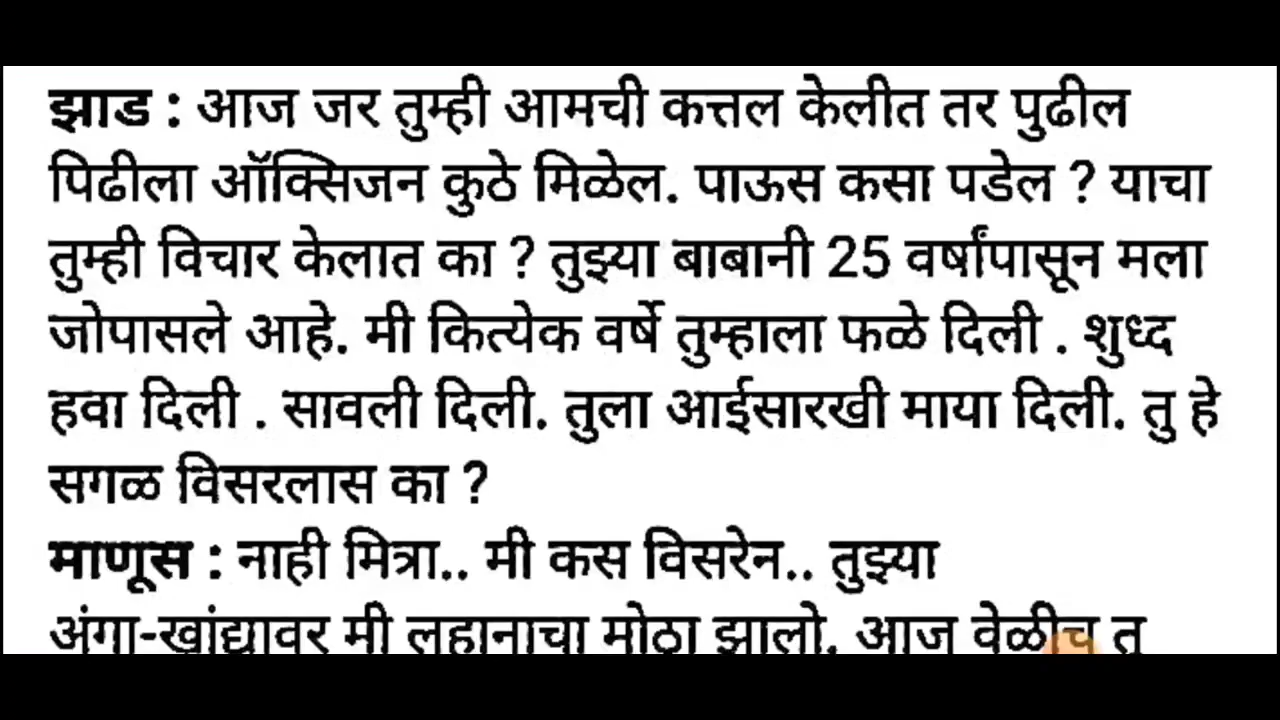 झाड : आज जर तुम्ही आमची कत्तल केलीत तर पुढील
पिढीला ऑक्सिजन कुठे मिळेल. पाऊस कसा पडेल ? याचा
तुम्ही विचार केलात का ? तुझ्या बाबानी 25 वर्षांपासून मला
जोपासले आहे. मी कित्येक वर्षे तुम्हाला फळे दिली . शुध्द
हवा दिली . सावली दिली. तुला आईसारखी माया दिली. तु हे
सगळ विसरलास का ?
माणूस : नाही मित्रा.. मी कस विसरेन.. तुझ्या
अंगा-खांद्यावर मी लहानाचा मोठा झालो. आज वेळीच तु